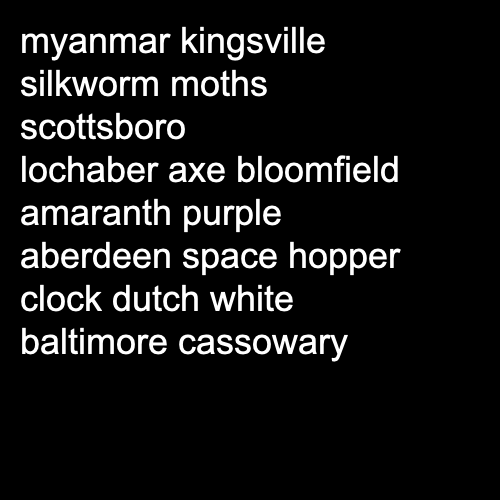 myanmar kingsville
silkworm moths
scottsboro
lochaber axe bloomfield
amaranth purple
aberdeen space hopper
clock dutch white
baltimore cassowary